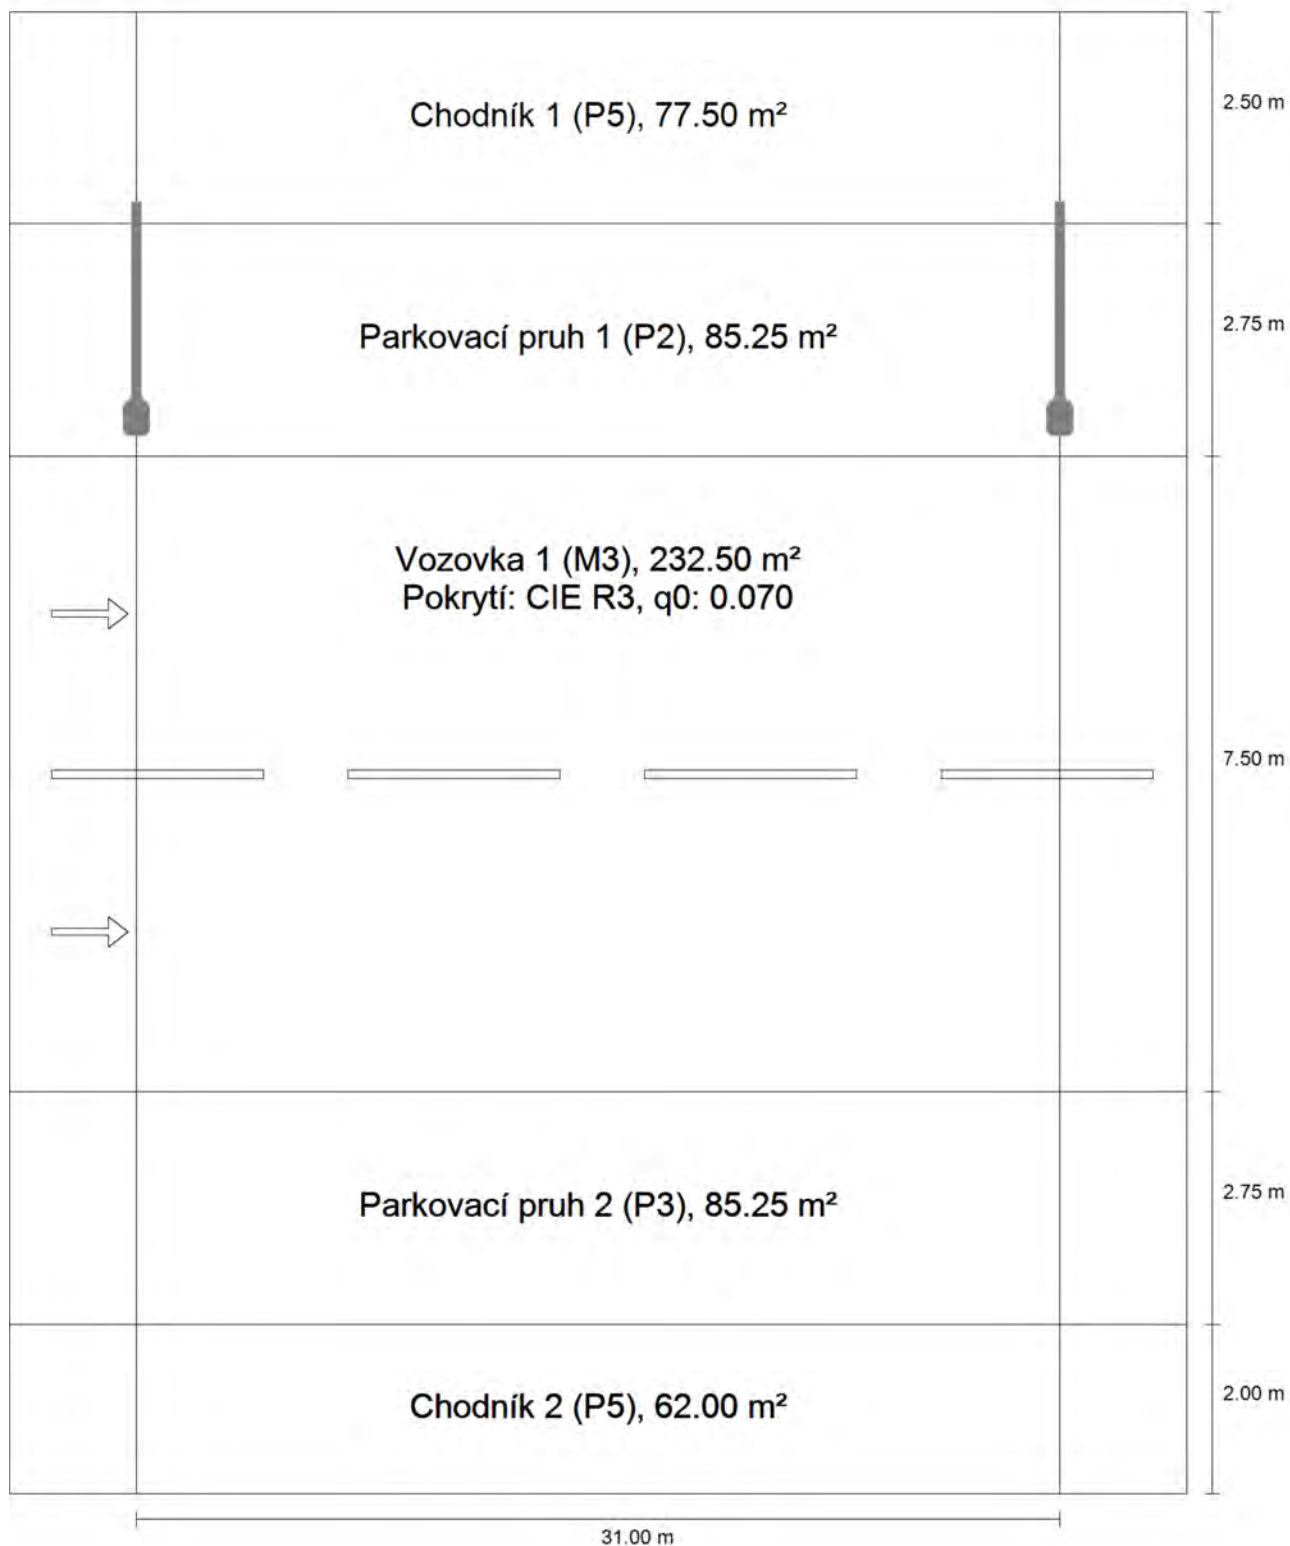 Chodník 1 (P5), 77.50 m²
2.50 m
Parkovací pruh 1 (P2), 85.25 m²
2.75 m
Vozovka 1 (M3), 232.50 m²
Pokrytí: CIE R3, q0: 0.070
7.50 m
Parkovací pruh 2 (P3), 85.25 m²
2.75 m
Chodník 2 (P5), 62.00 m²
2.00 m
31.00 m